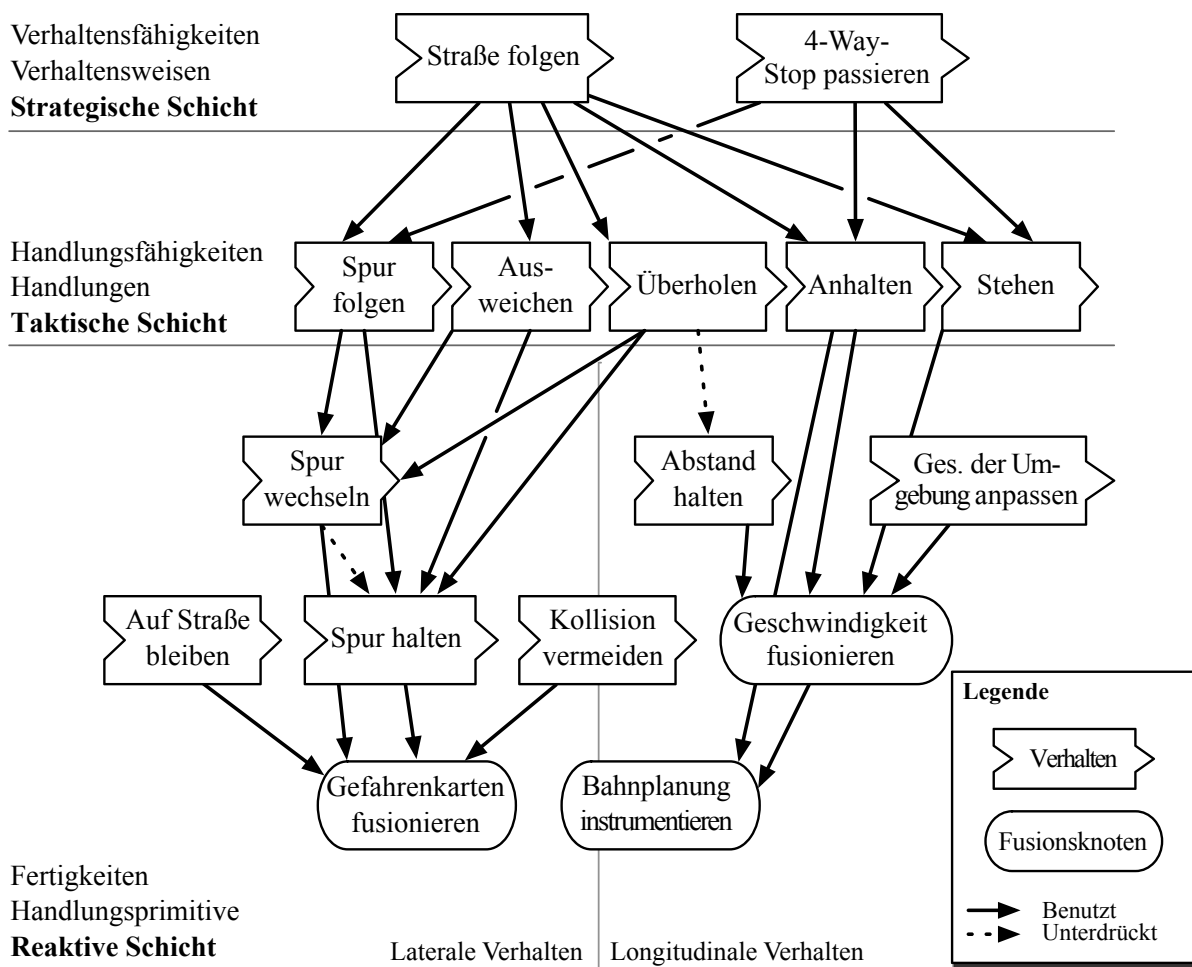 Verhaltensfähigkeiten
Verhaltensweisen
Strategische Schicht
Straße folgen
4-Way-
Stop passieren
Handlungsfähigkeiten
Handlungen
Taktische Schicht
Spur
folgen
Aus-
weichen
Überholen
Anhalten
Stehen
Spur
wechseln
Abstand
halten
Ges. der Um-
gebung anpassen
Auf Straße
bleiben
Spur halten
Kollision
vermeiden
Geschwindigkeit
fusionieren
Gefahrenkarten
fusionieren
Bahnplanung
instrumentieren
Legende
Verhalten
Fusionsknoten
Benutzt
Unterdrückt
Fertigkeiten
Handlungsprimitive
Reaktive Schicht
Laterale Verhalten
Longitudinale Verhalten